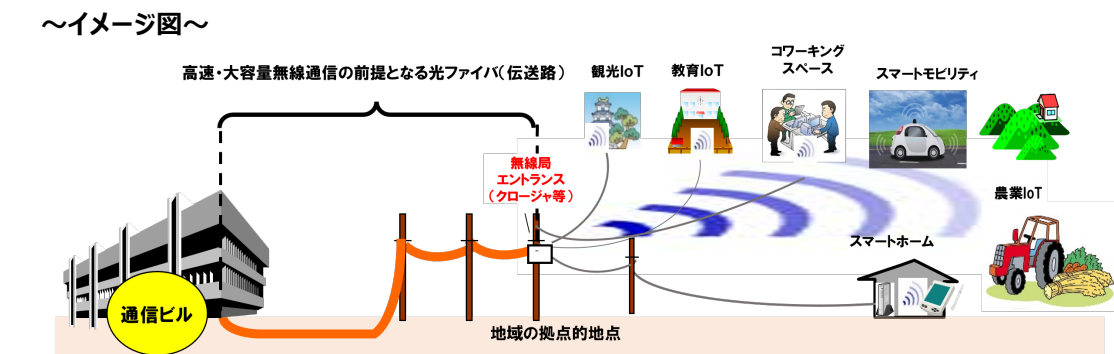 ～イメージ図～
高速・大容量無線通信の前提となる光ファイバ（伝送路）
観光IoT
教育IoT
コワーキング
スペース
スマートモビリティ
無線局
エントランス
（クロージャ等）
農業IoT
スマートホーム
通信ビル
地域の拠点的地点